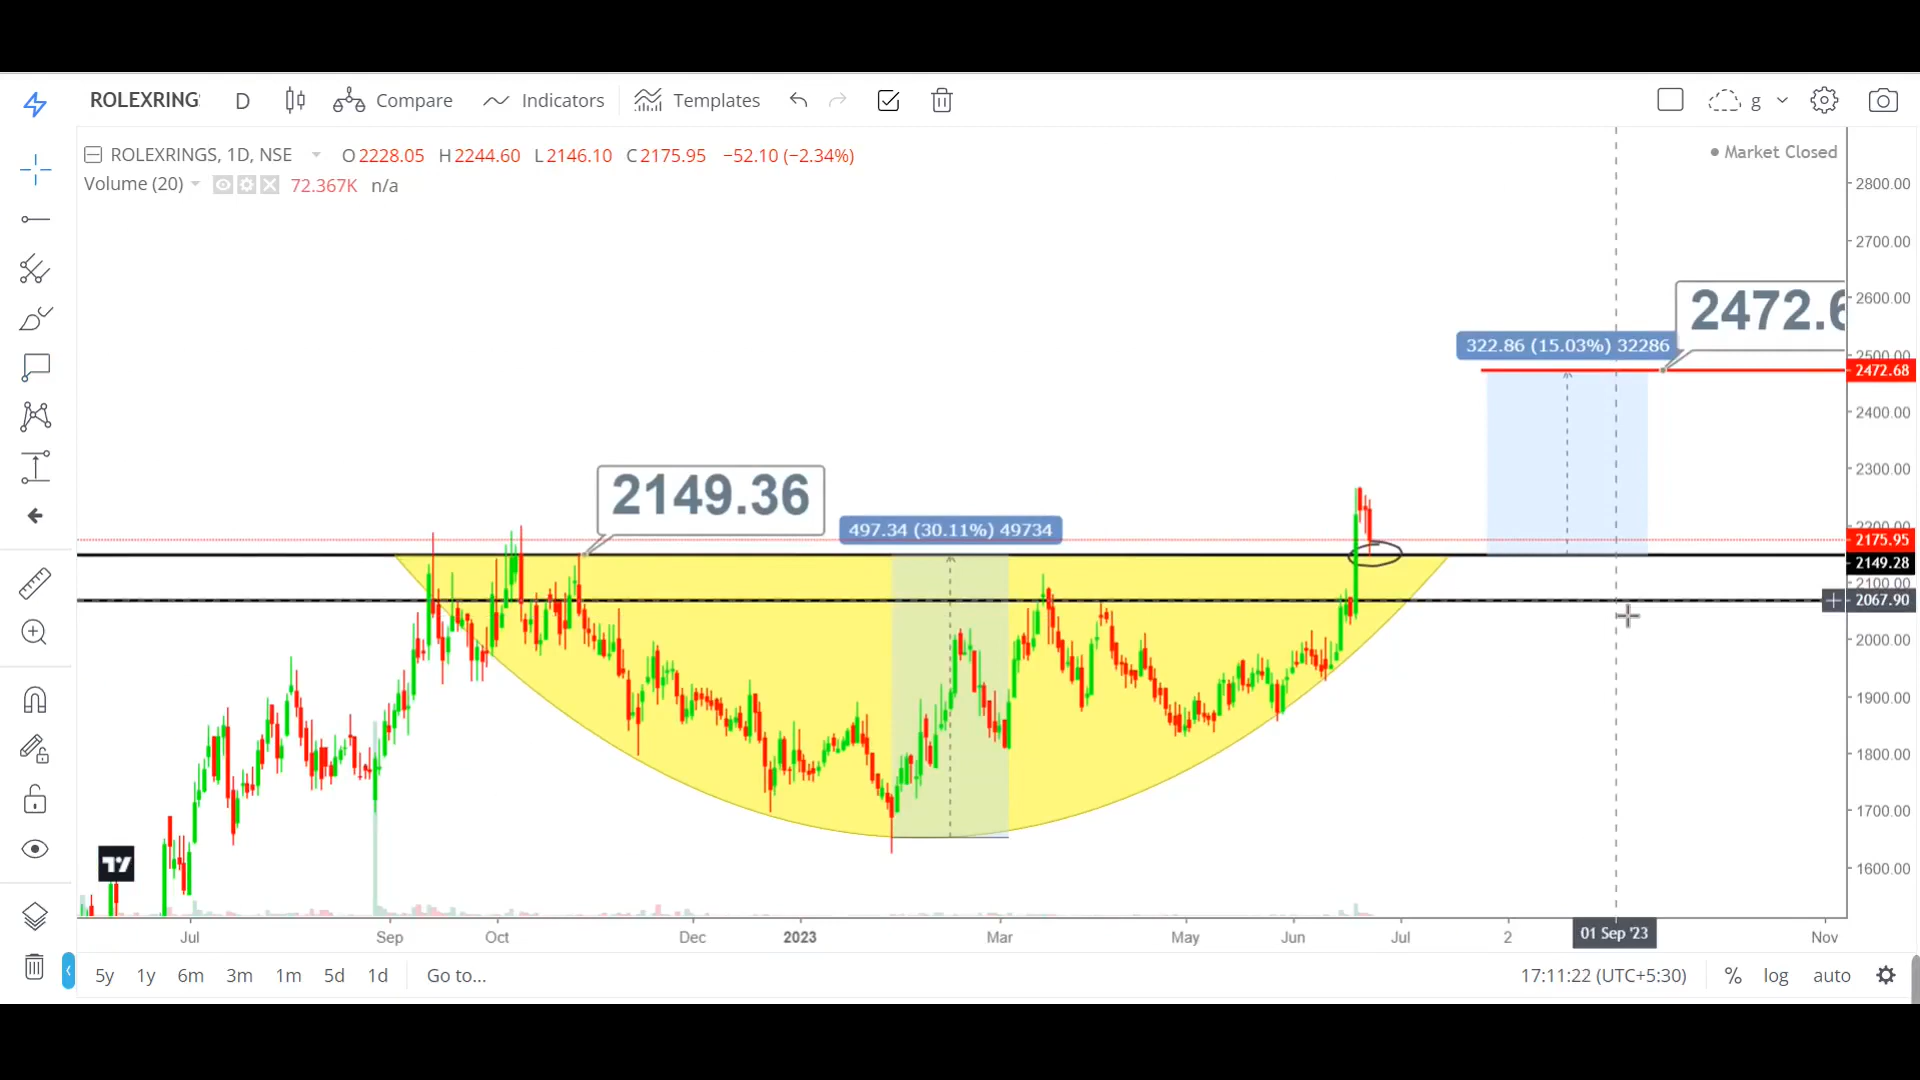 ROLEXRING D Compare Indicators Templates g
ROLEXRINGS, 1D, NSE O2228.05 H2244.60 L2146.10 C2175.95 −52.10 (−2.34%)
Market Closed
Volume (20) 72.367K n/a
2800.00
2700.00
2600.00
2472.6
322.86 (15.03%) 32286
2500.00
2472.68
2400.00
2300.00
2149.36
497.34 (30.11%) 49734
2200.00
2175.95
2149.28
2100.00
2067.90
2000.00
1900.00
1800.00
1700.00
1600.00
Jul Sep Oct Dec 2023 Mar May Jun Jul 2 01 Sep '23 Nov
5y 1y 6m 3m 1m 5d 1d Go to... 17:11:22 (UTC+5:30) % log auto